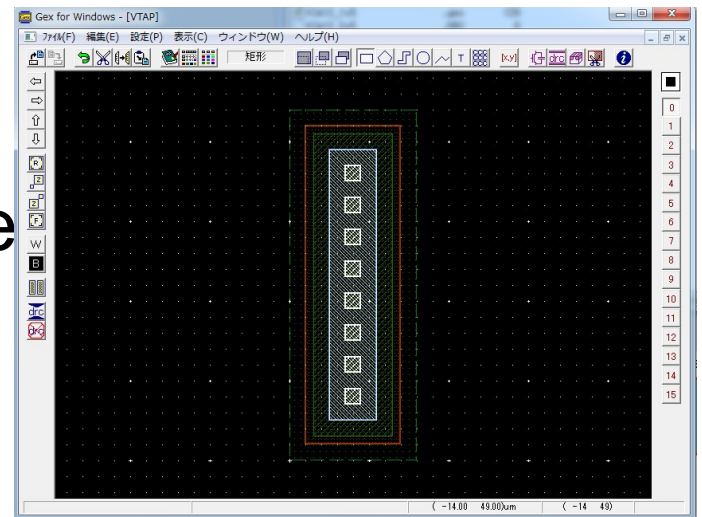 Gex for Windows - [VTAP]
ファイル(F) 編集(E) 設定(P) 表示(C) ウィンドウ(W) ヘルプ(H)
矩形
T
[X,Y]
drc
0
1
2
3
4
5
6
7
8
9
10
11
12
13
14
15
[R]
Z
Z
[F]
e
W
B
drc
drc
( -14.00 49.00)um
( -14 49)